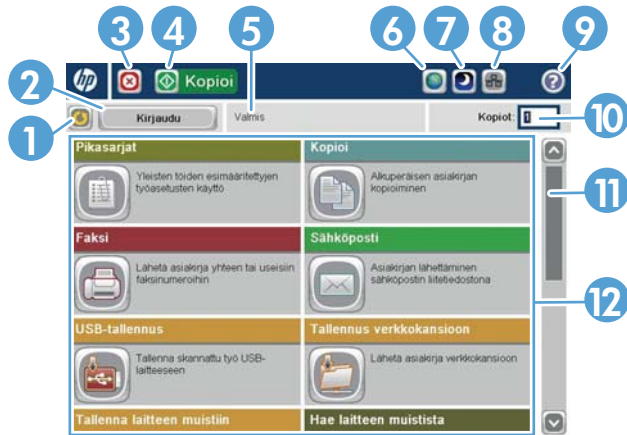 3 4 5 6 7 8 9
hp Kopioi
2
Kirjaudu Valmis Kopiot: 1
1 10
Pikasarjat Kopioi
Yleisten töiden esimääritettyjen
työasetusten käyttö
Alkuperäisen asiakirjan
kopioiminen
11
Faksi Sähköposti
Lähetä asiakirja yhteen tai useisiin
faksinumeroihin
Asiakirjan lähettäminen
sähköpostin liitetiedostona
12
USB-tallennus Tallennus verkkokansioon
Tallenna skannattu työ USB-
laitteeseen
Lähetä asiakirja verkkokansioon
Tallenna laitteen muistiin Hae laitteen muistista